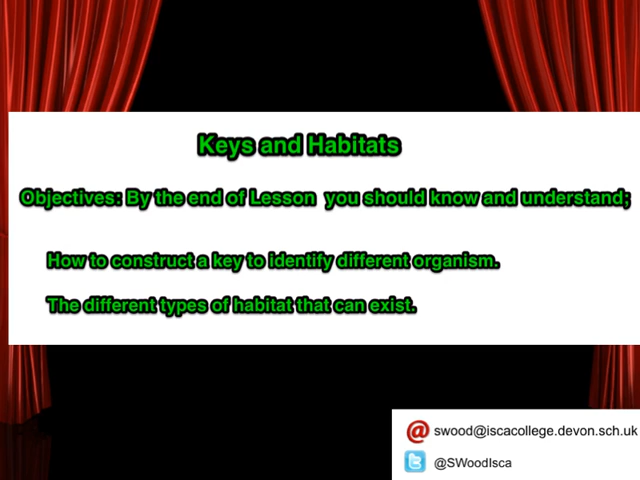 Keys and Habitats
Objectives: By the end of Lesson you should know and understand;
How to construct a key to identify different organism.
The different types of habitat that can exist.
@ swood@iscacollege.devon.sch.uk
@SWoodIsca